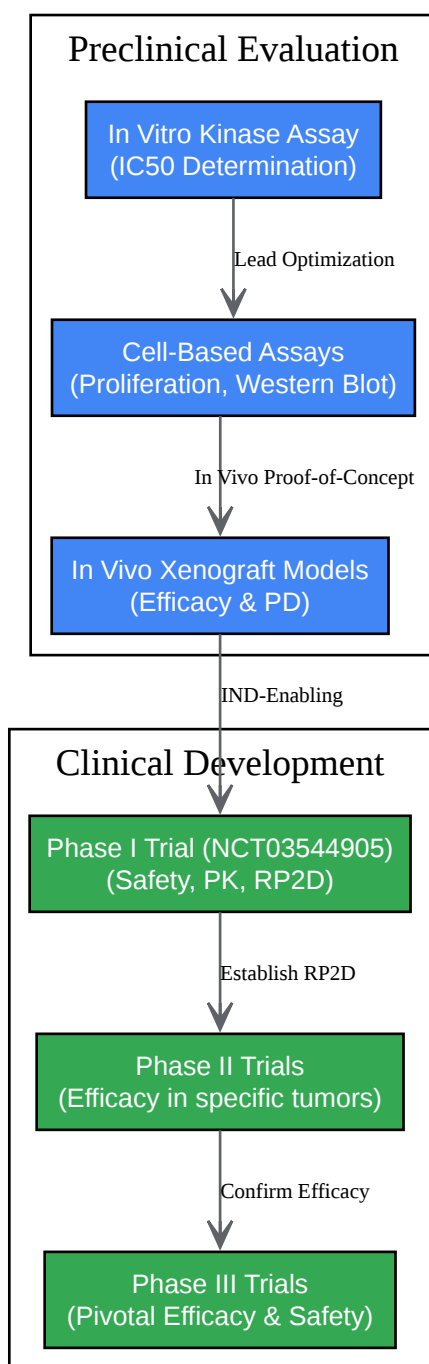 Preclinical Evaluation
In Vitro Kinase Assay
(IC50 Determination)
Lead Optimization
Cell-Based Assays
(Proliferation, Western Blot)
In Vivo Proof-of-Concept
In Vivo Xenograft Models
(Efficacy & PD)
IND-Enabling
Clinical Development
Phase I Trial (NCT03544905)
(Safety, PK, RP2D)
Establish RP2D
Phase II Trials
(Efficacy in specific tumors)
Confirm Efficacy
Phase III Trials
(Pivotal Efficacy & Safety)